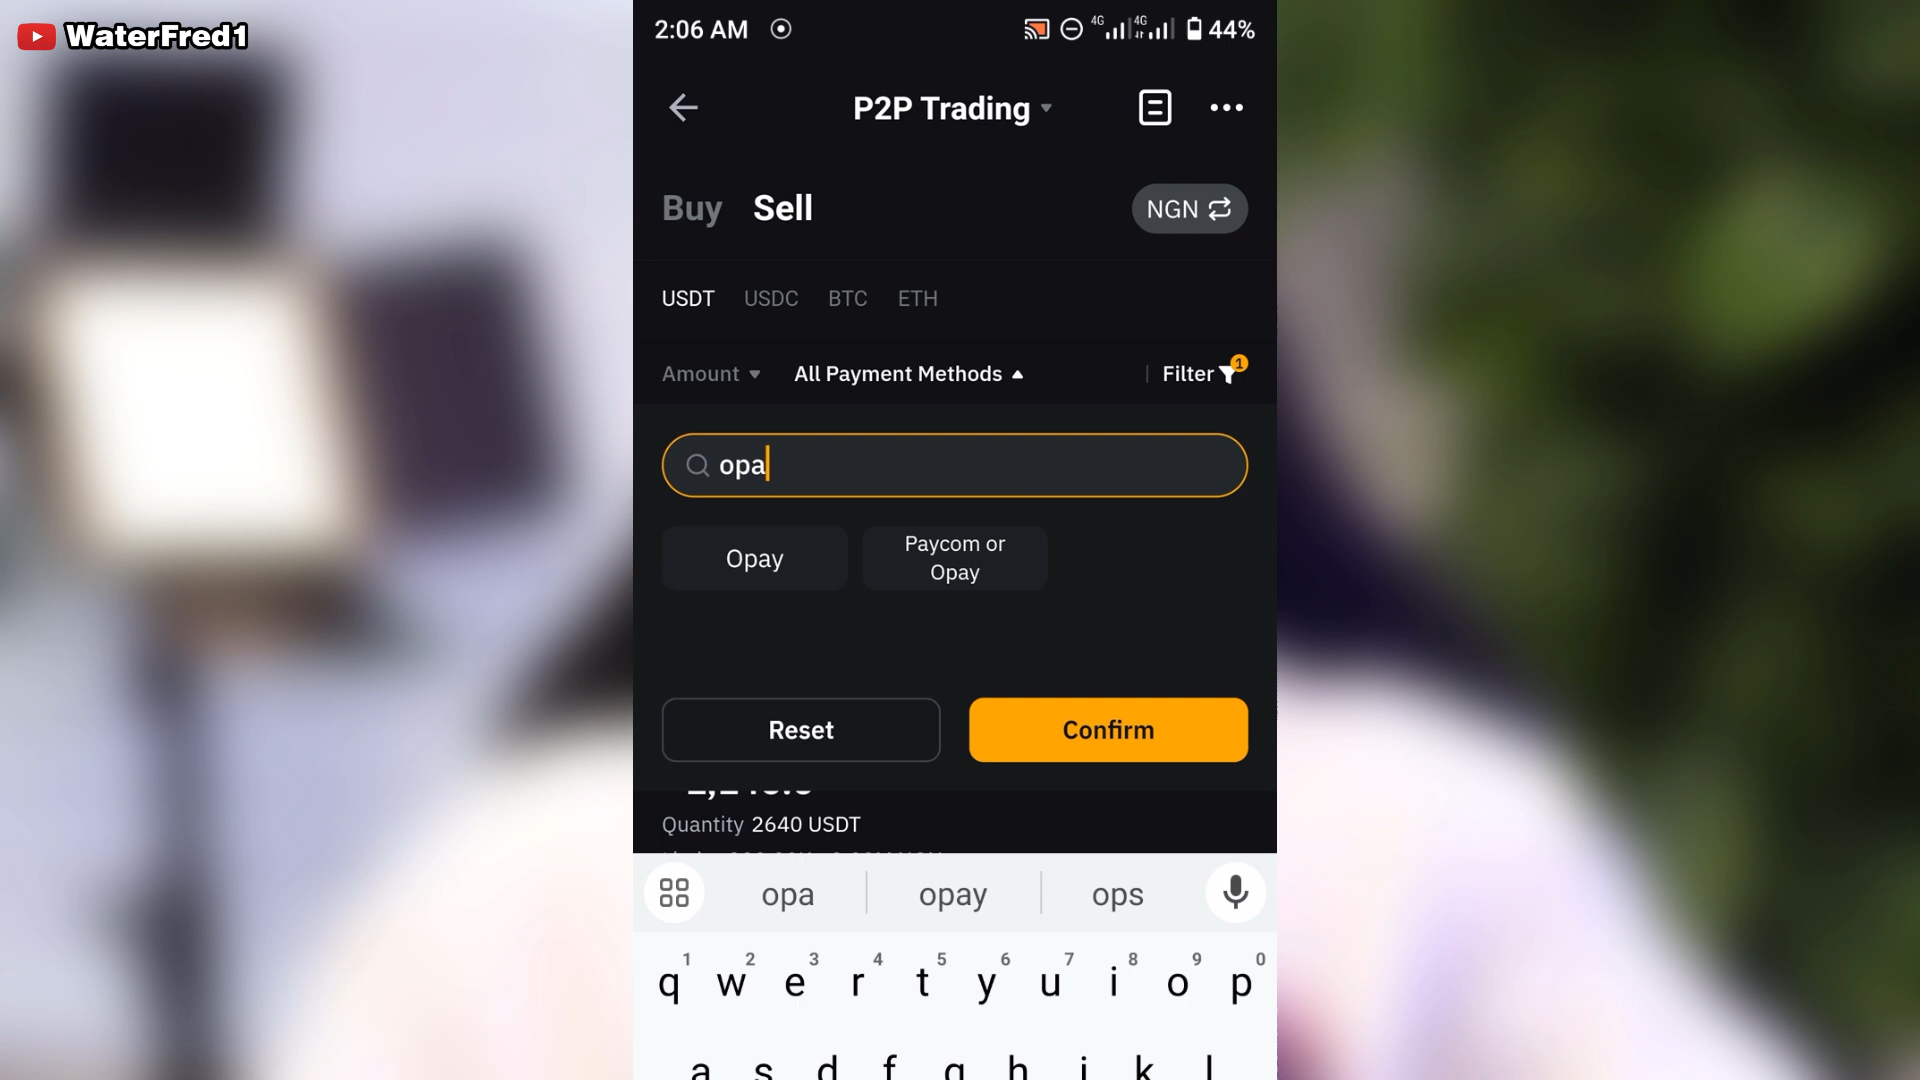 WaterFred1
2:06 AM 4G 4G 44%
P2P Trading
Buy Sell NGN
USDT USDC BTC ETH
Amount All Payment Methods Filter 1
opa
Opay
Paycom or
Opay
Reset Confirm
Quantity 2640 USDT
opa opay ops
1 2 3 4 5 6 7 8 9 0
q w e r t y u i o p
a s d f g h j k l